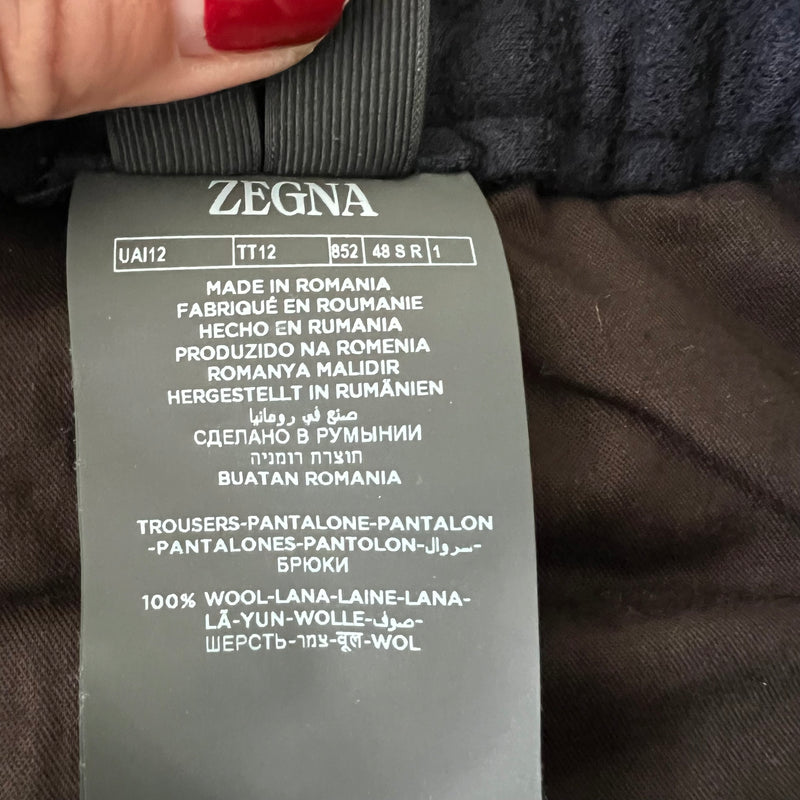 ZEGNA
UAI12 TT12 852 48 S R 1
MADE IN ROMANIA
FABRIQUÉ EN ROUMANIE
HECHO EN RUMANIA
PRODUZIDO NA ROMENIA
ROMANYA MALIDIR
HERGESTELLT IN RUMÄNIEN
صنع في رومانيا
СДЕЛАНО В РУМЫНИИ
תוצרת רומניה
BUATAN ROMANIA
TROUSERS-PANTALONE-PANTALON
-PANTALONES-PANTOLON-سروال-
БРЮКИ
100% WOOL-LANA-LAINE-LANA-
LÃ-YUN-WOLLE-صوف-
ШЕРСТЬ-צמר-वूल-WOL